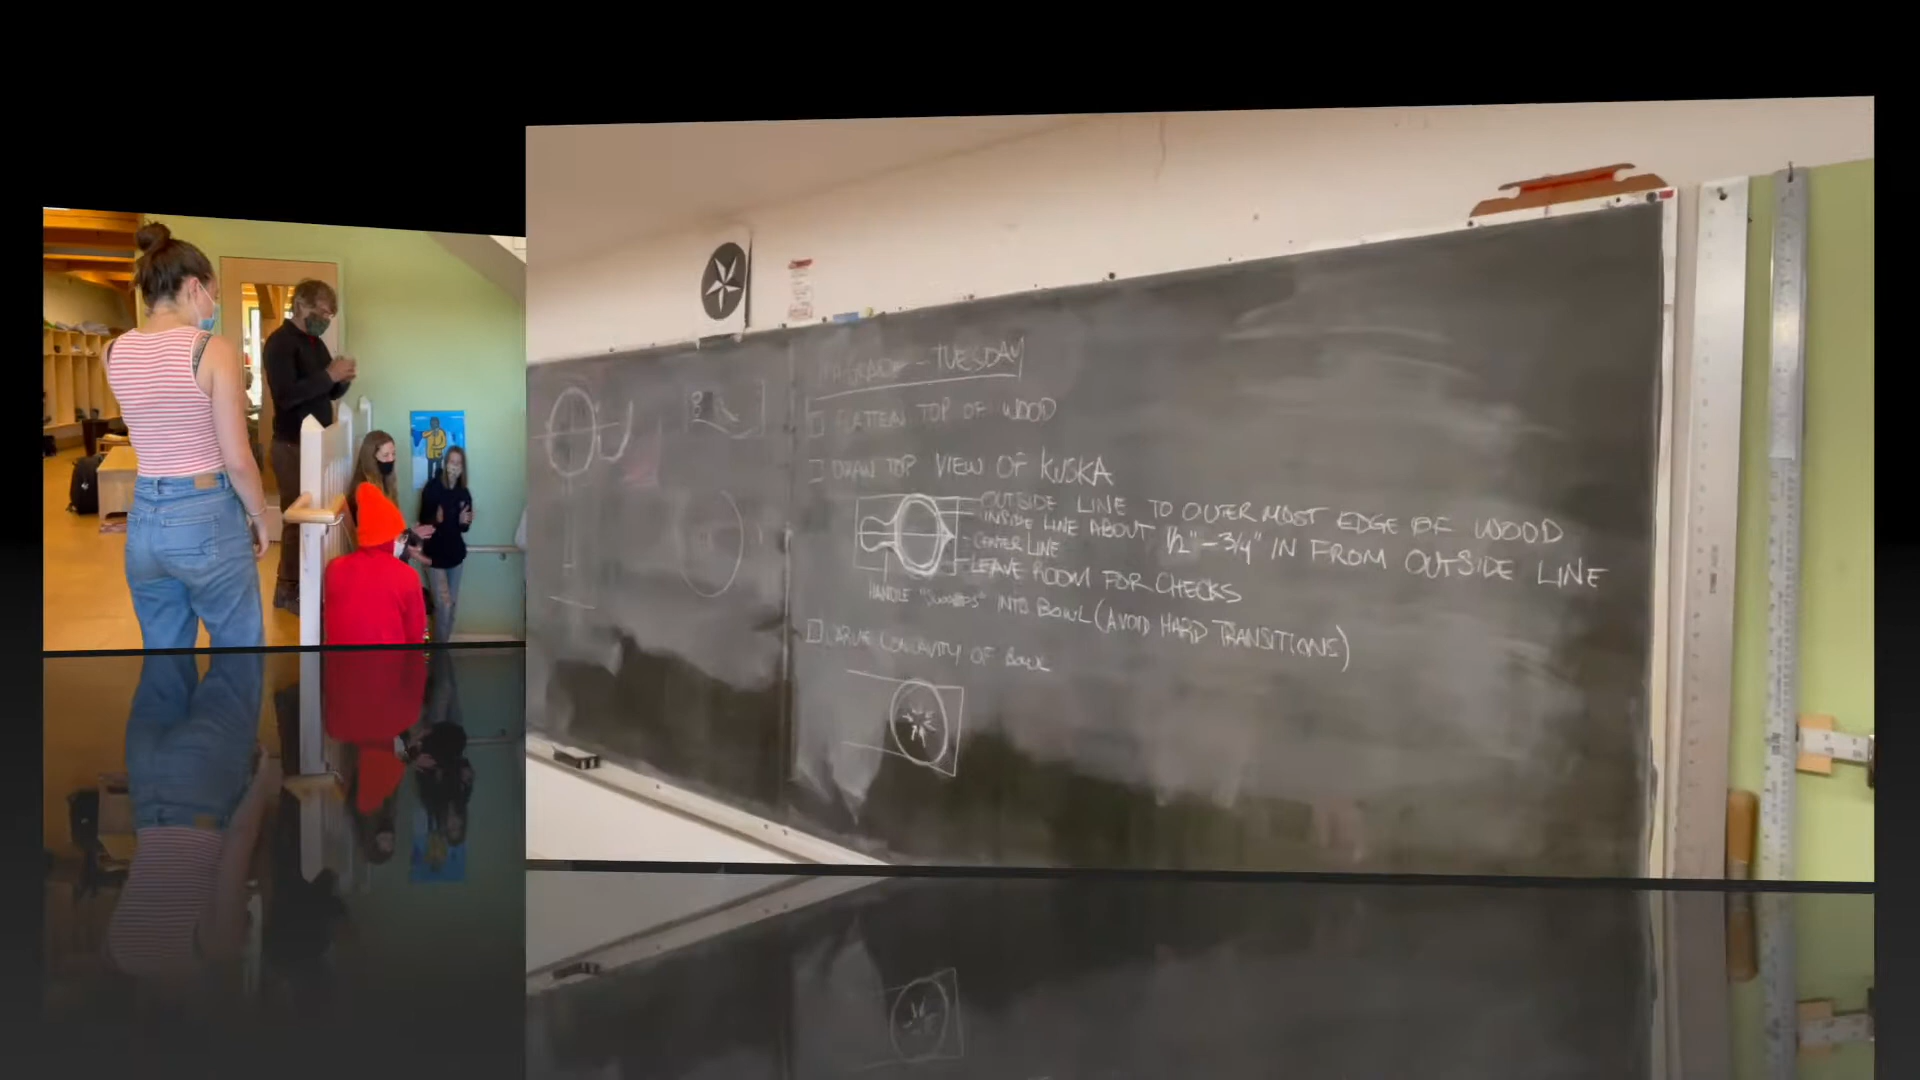 GRADE - TUESDAY
FLATTEN TOP OF WOOD
DRAW TOP VIEW OF KUSKA
OUTSIDE LINE TO OUTERMOST EDGE OF WOOD
INSIDE LINE ABOUT 1/2" - 3/4" IN FROM OUTSIDE LINE
CENTER LINE
LEAVE ROOM FOR CHECKS
HANDLE "SWOOPS" INTO BOWL (AVOID HARD TRANSITIONS)
CARVE CONCAVITY OF BOWL